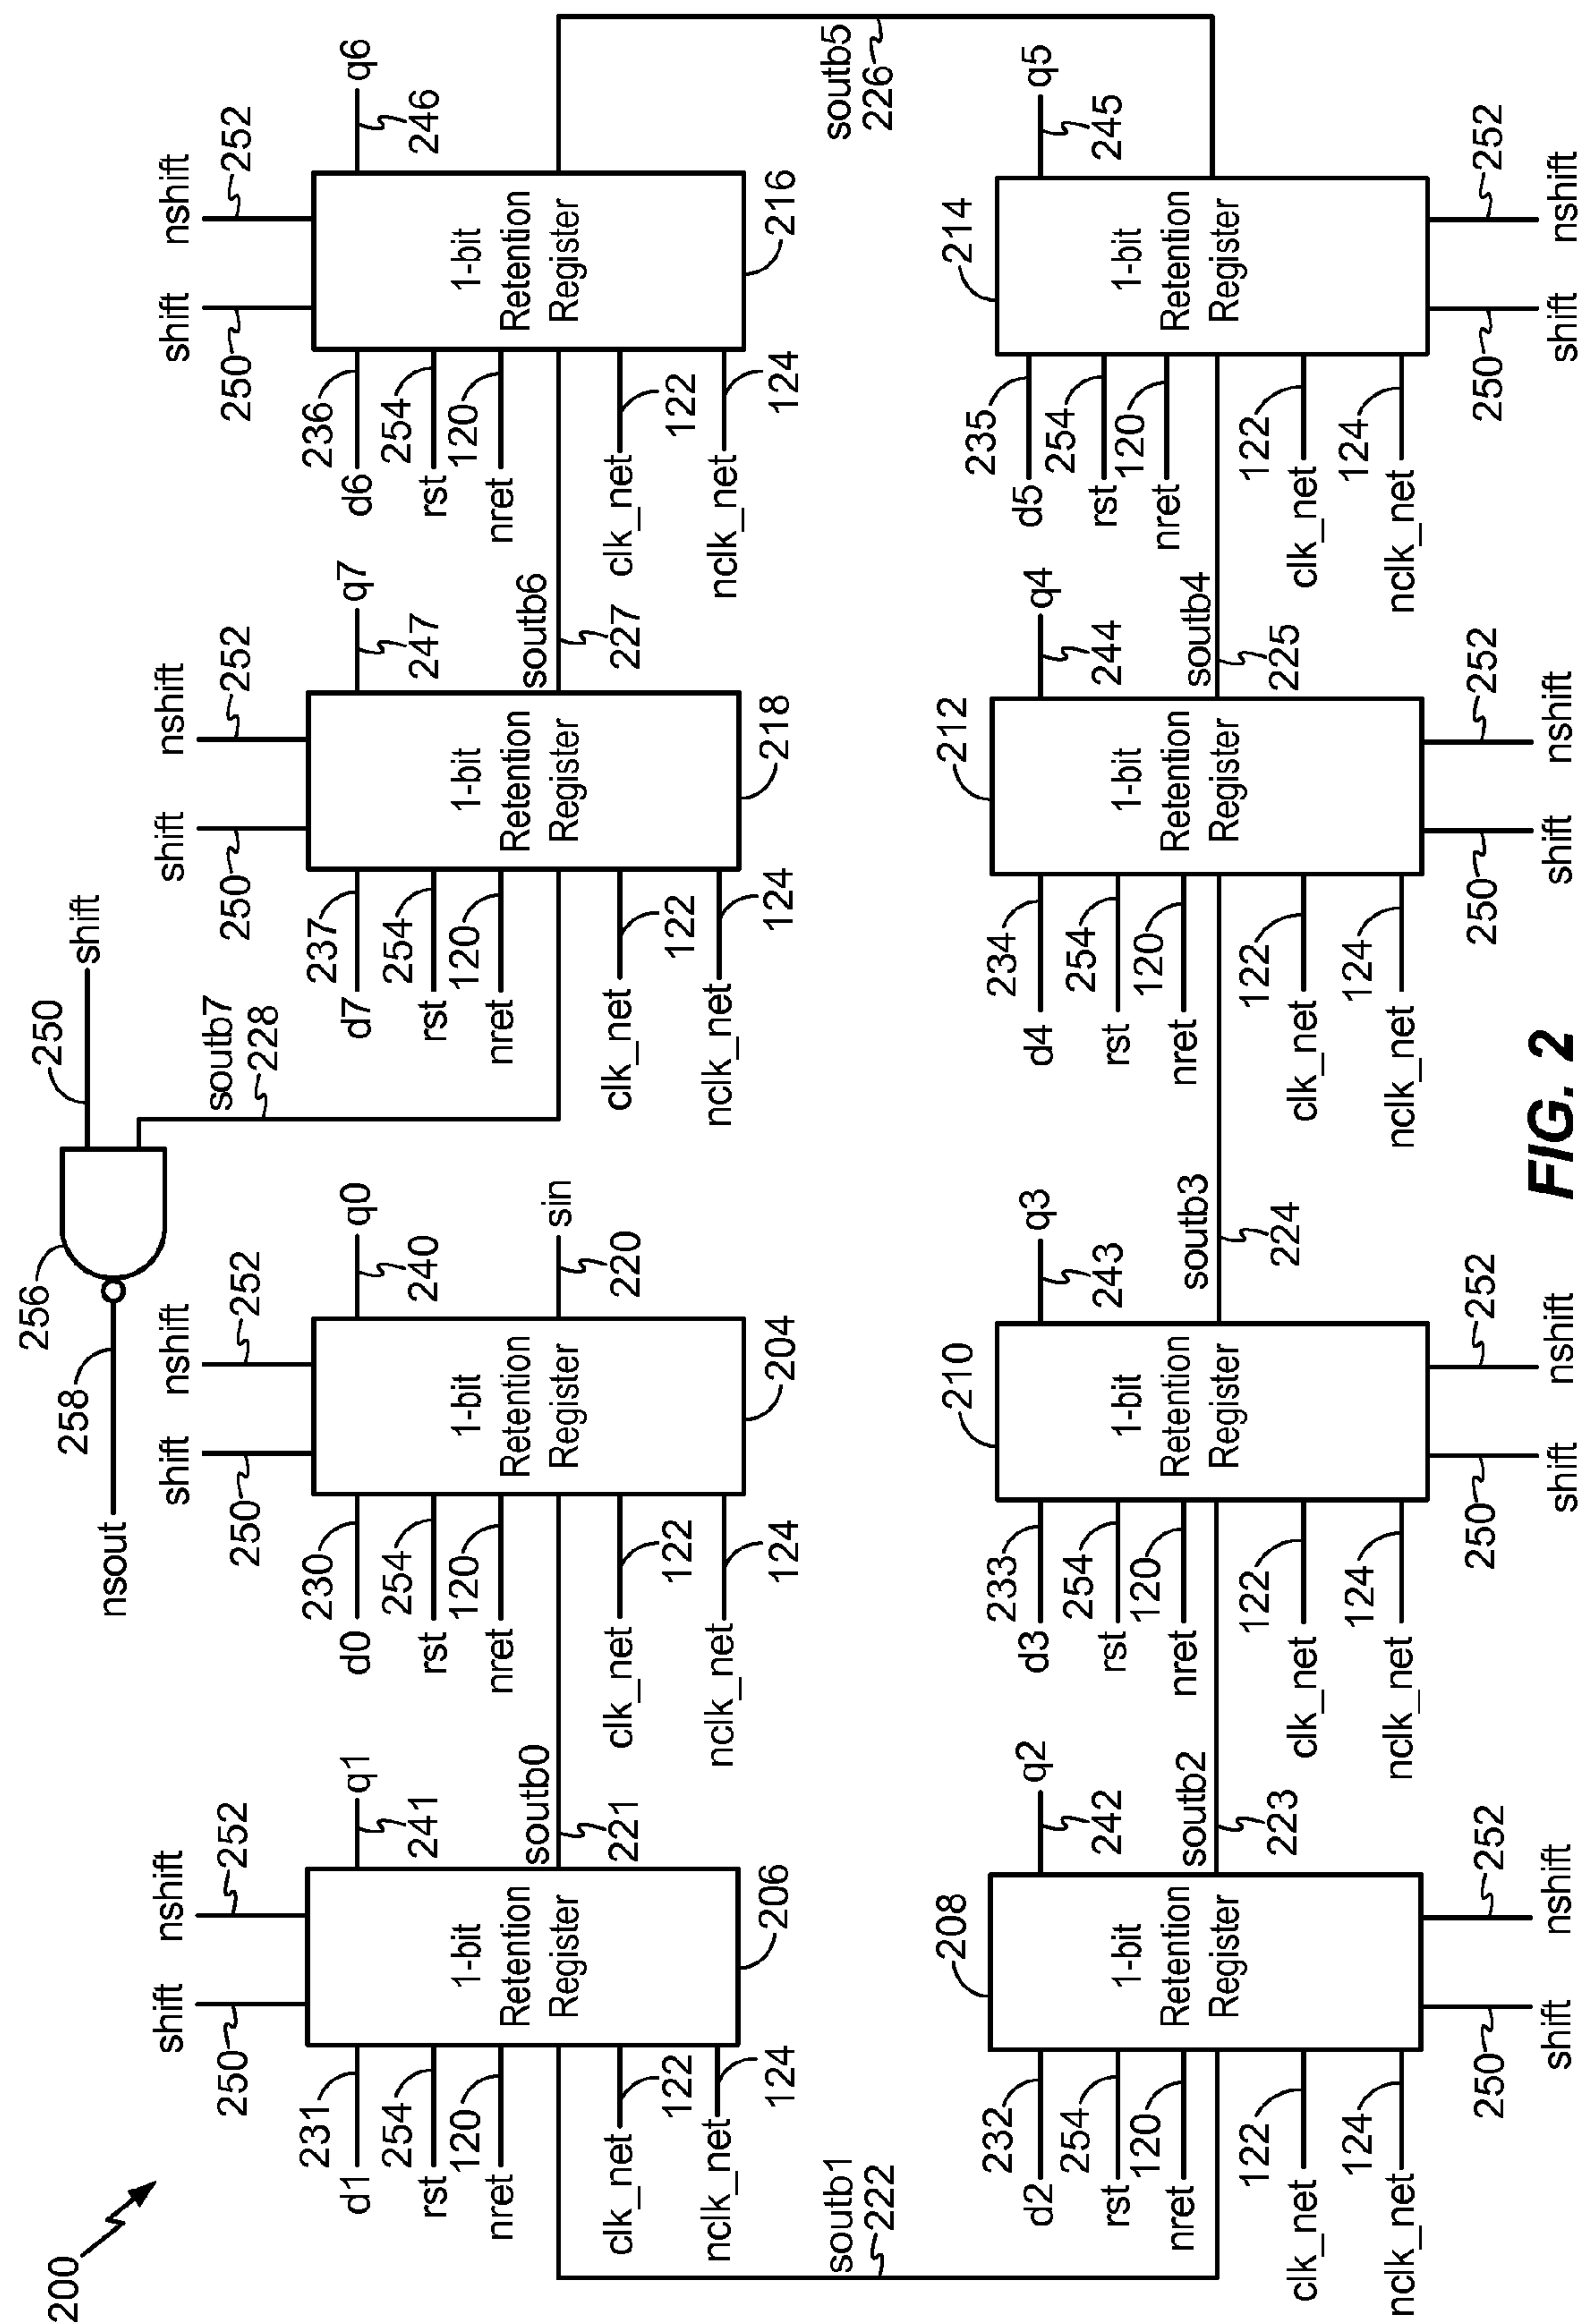 200
nsout
258
256
250
shift
soutb7
228
shift
250
nshift
252
231
d1
254
rst
120
nret
clk_net
122
nclk_net
124
1-bit
Retention
Register
206
q1
241
soutb0
221
shift
250
nshift
252
230
d0
254
rst
120
nret
clk_net
122
nclk_net
124
1-bit
Retention
Register
204
q0
240
sin
220
shift
250
nshift
252
237
d7
254
rst
120
nret
clk_net
122
nclk_net
124
1-bit
Retention
Register
218
q7
247
soutb6
227
shift
250
nshift
252
236
d6
254
rst
120
nret
clk_net
122
nclk_net
124
1-bit
Retention
Register
216
q6
246
soutb5
226
soutb1
222
232
d2
254
rst
120
nret
122
clk_net
124
nclk_net
208
1-bit
Retention
Register
q2
242
soutb2
223
250
shift
252
nshift
233
d3
254
rst
120
nret
122
clk_net
124
nclk_net
210
1-bit
Retention
Register
q3
243
soutb3
224
250
shift
252
nshift
234
d4
254
rst
120
nret
122
clk_net
124
nclk_net
212
1-bit
Retention
Register
q4
244
soutb4
225
250
shift
252
nshift
235
d5
254
rst
120
nret
122
clk_net
124
nclk_net
214
1-bit
Retention
Register
q5
245
250
shift
252
nshift
FIG. 2